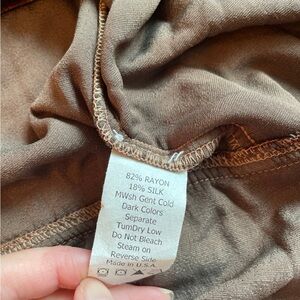 82% RAYON
18% SILK
MWsh Gent Cold
Dark Colors
Separate
TumDry Low
Do Not Bleach
Steam on
Reverse Side
Made in U.S.A.